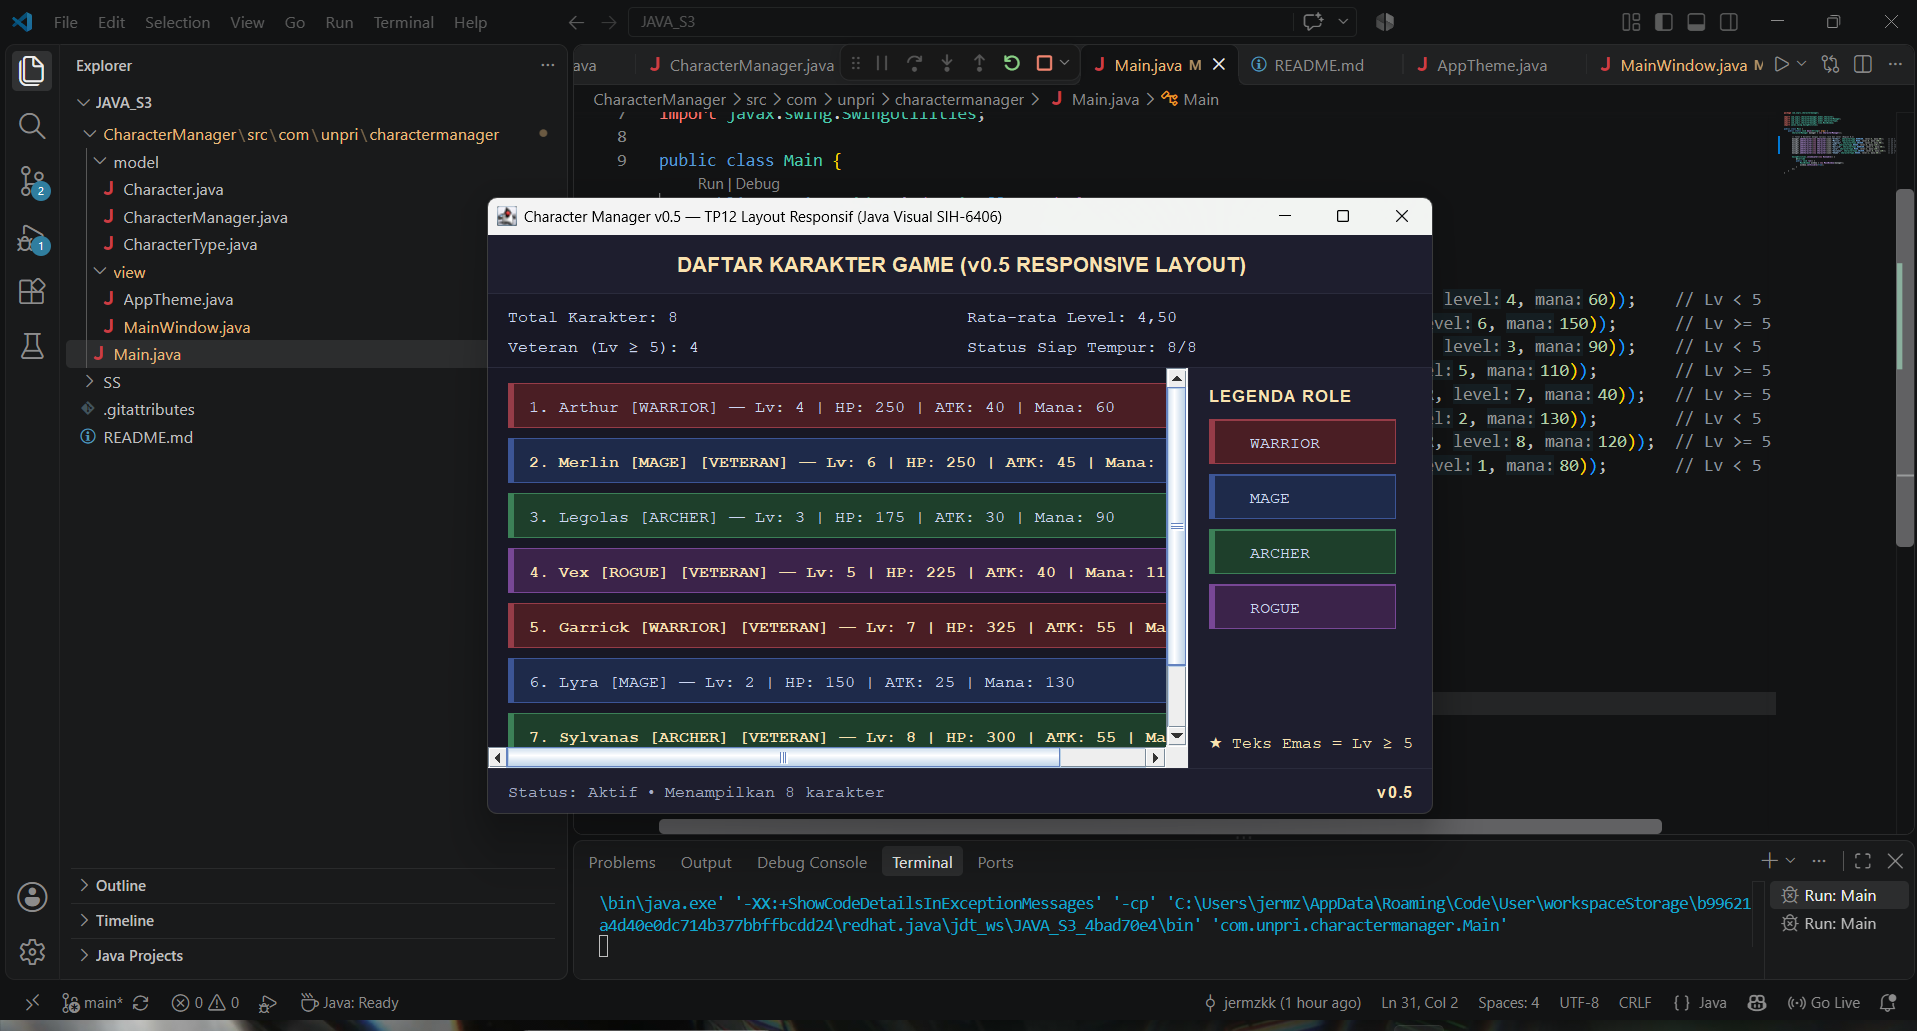 File Edit Selection View Go Run Terminal Help
JAVA_S3
Explorer
JAVA_S3
CharacterManager\src\com\unpri\charactermanager
model
Character.java
CharacterManager.java
CharacterType.java
view
AppTheme.java
MainWindow.java
Main.java
SS
.gitattributes
README.md
Outline
Timeline
Java Projects
2
1
ava
CharacterManager.java
Main.java M
README.md
AppTheme.java
MainWindow.java M
CharacterManager > src > com > unpri > charactermanager > Main.java > Main
7 import javax.swing.SwingUtilities;
8
9 public class Main {
Run | Debug
level: 4, mana: 60)); // Lv < 5
vel: 6, mana: 150)); // Lv >= 5
level: 3, mana: 90)); // Lv < 5
l: 5, mana: 110)); // Lv >= 5
level: 7, mana: 40)); // Lv >= 5
l: 2, mana: 130)); // Lv < 5
, level: 8, mana: 120)); // Lv >= 5
vel: 1, mana: 80)); // Lv < 5
Character Manager v0.5 — TP12 Layout Responsif (Java Visual SIH-6406)
DAFTAR KARAKTER GAME (v0.5 RESPONSIVE LAYOUT)
Total Karakter: 8
Rata-rata Level: 4,50
Veteran (Lv ≥ 5): 4
Status Siap Tempur: 8/8
1. Arthur [WARRIOR] — Lv: 4 | HP: 250 | ATK: 40 | Mana: 60
2. Merlin [MAGE] [VETERAN] — Lv: 6 | HP: 250 | ATK: 45 | Mana:
3. Legolas [ARCHER] — Lv: 3 | HP: 175 | ATK: 30 | Mana: 90
4. Vex [ROGUE] [VETERAN] — Lv: 5 | HP: 225 | ATK: 40 | Mana: 11
5. Garrick [WARRIOR] [VETERAN] — Lv: 7 | HP: 325 | ATK: 55 | Ma
6. Lyra [MAGE] — Lv: 2 | HP: 150 | ATK: 25 | Mana: 130
7. Sylvanas [ARCHER] [VETERAN] — Lv: 8 | HP: 300 | ATK: 55 | Ma
LEGENDA ROLE
WARRIOR
MAGE
ARCHER
ROGUE
★ Teks Emas = Lv ≥ 5
Status: Aktif • Menampilkan 8 karakter
v0.5
Problems Output Debug Console Terminal Ports
\bin\java.exe' '-XX:+ShowCodeDetailsInExceptionMessages' '-cp' 'C:\Users\jermz\AppData\Roaming\Code\User\workspaceStorage\b99621
a4d40e0dc714b377bbffbcdd24\redhat.java\jdt_ws\JAVA_S3_4bad70e4\bin' 'com.unpri.charactermanager.Main'
Run: Main
Run: Main
main* 0 0 Java: Ready
jermzkk (1 hour ago) Ln 31, Col 2 Spaces: 4 UTF-8 CRLF { } Java Go Live